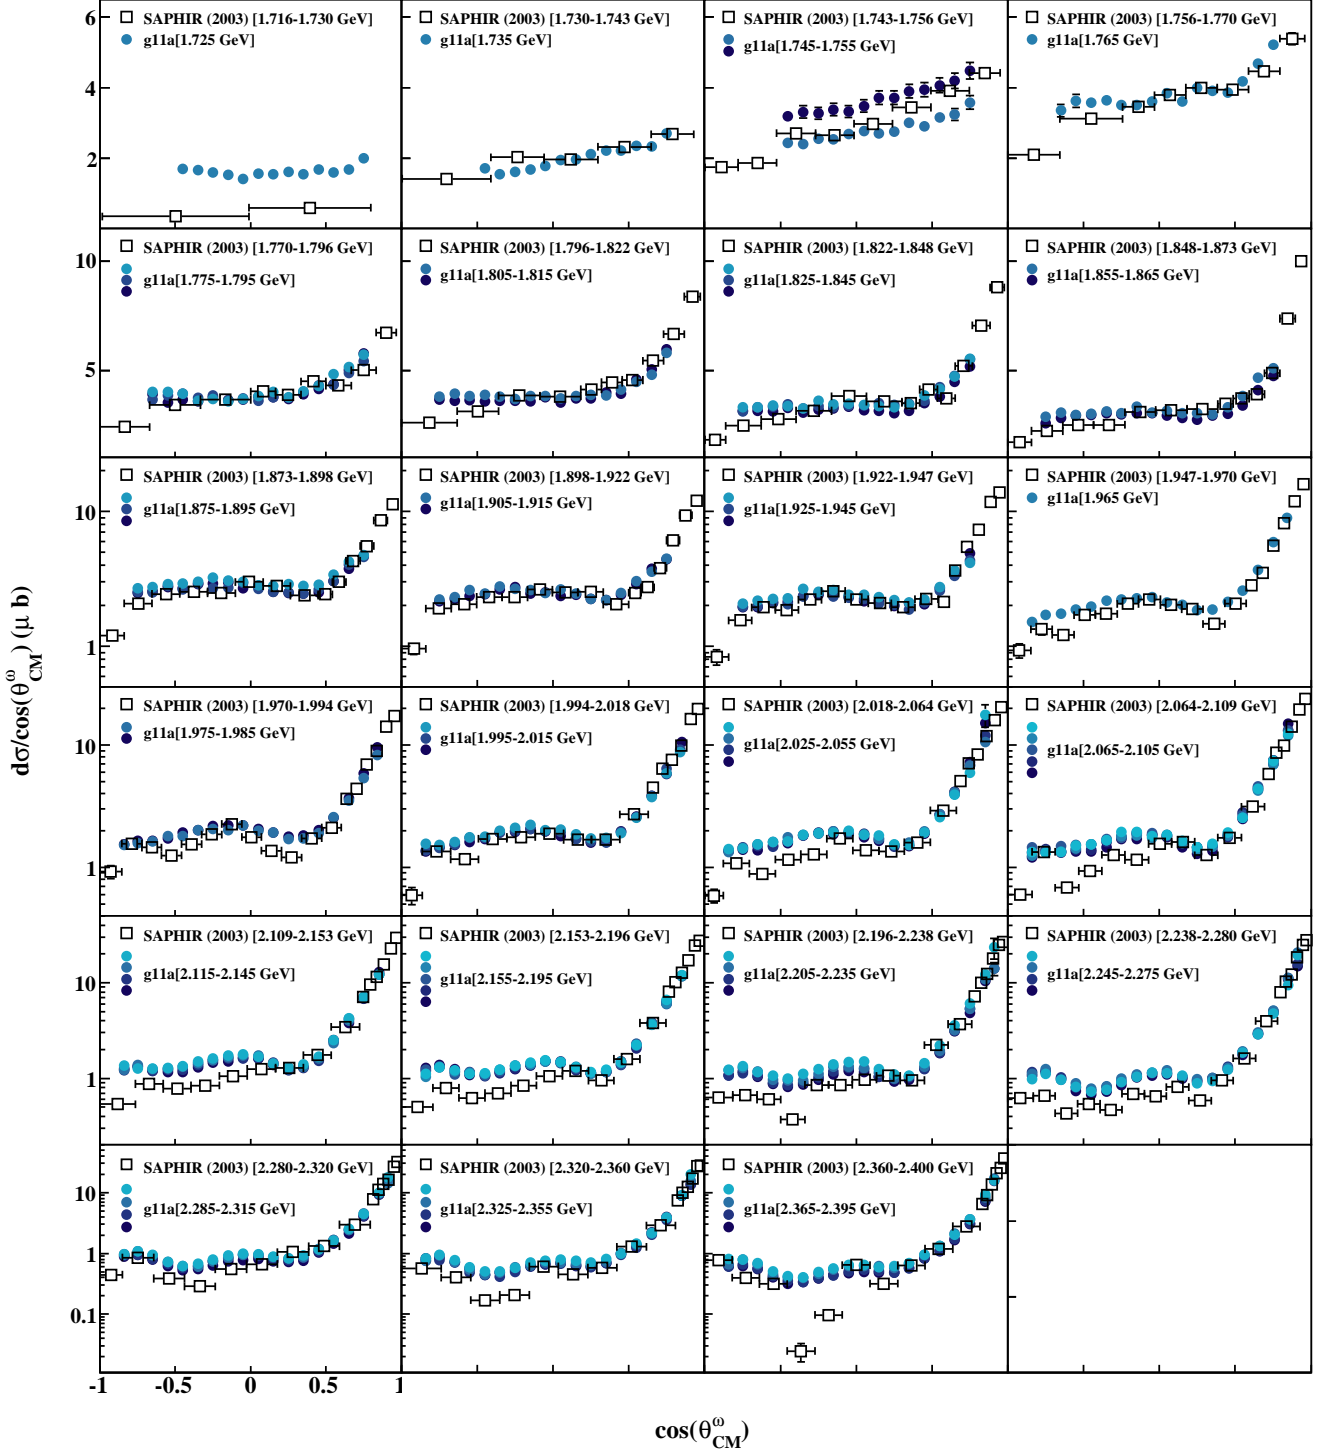 6
4
2
SAPHIR (2003) [1.716-1.730 GeV]
g11a[1.725 GeV]
SAPHIR (2003) [1.730-1.743 GeV]
g11a[1.735 GeV]
SAPHIR (2003) [1.743-1.756 GeV]
g11a[1.745-1.755 GeV]
SAPHIR (2003) [1.756-1.770 GeV]
g11a[1.765 GeV]
10
5
SAPHIR (2003) [1.770-1.796 GeV]
g11a[1.775-1.795 GeV]
SAPHIR (2003) [1.796-1.822 GeV]
g11a[1.805-1.815 GeV]
SAPHIR (2003) [1.822-1.848 GeV]
g11a[1.825-1.845 GeV]
SAPHIR (2003) [1.848-1.873 GeV]
g11a[1.855-1.865 GeV]
10
1
SAPHIR (2003) [1.873-1.898 GeV]
g11a[1.875-1.895 GeV]
SAPHIR (2003) [1.898-1.922 GeV]
g11a[1.905-1.915 GeV]
SAPHIR (2003) [1.922-1.947 GeV]
g11a[1.925-1.945 GeV]
SAPHIR (2003) [1.947-1.970 GeV]
g11a[1.965 GeV]
dσ/cos(θ^ω_CM) (μ b)
10
1
SAPHIR (2003) [1.970-1.994 GeV]
g11a[1.975-1.985 GeV]
SAPHIR (2003) [1.994-2.018 GeV]
g11a[1.995-2.015 GeV]
SAPHIR (2003) [2.018-2.064 GeV]
g11a[2.025-2.055 GeV]
SAPHIR (2003) [2.064-2.109 GeV]
g11a[2.065-2.105 GeV]
10
1
SAPHIR (2003) [2.109-2.153 GeV]
g11a[2.115-2.145 GeV]
SAPHIR (2003) [2.153-2.196 GeV]
g11a[2.155-2.195 GeV]
SAPHIR (2003) [2.196-2.238 GeV]
g11a[2.205-2.235 GeV]
SAPHIR (2003) [2.238-2.280 GeV]
g11a[2.245-2.275 GeV]
10
1
0.1
SAPHIR (2003) [2.280-2.320 GeV]
g11a[2.285-2.315 GeV]
SAPHIR (2003) [2.320-2.360 GeV]
g11a[2.325-2.355 GeV]
SAPHIR (2003) [2.360-2.400 GeV]
g11a[2.365-2.395 GeV]
-1 -0.5 0 0.5 1
cos(θ^ω_CM)